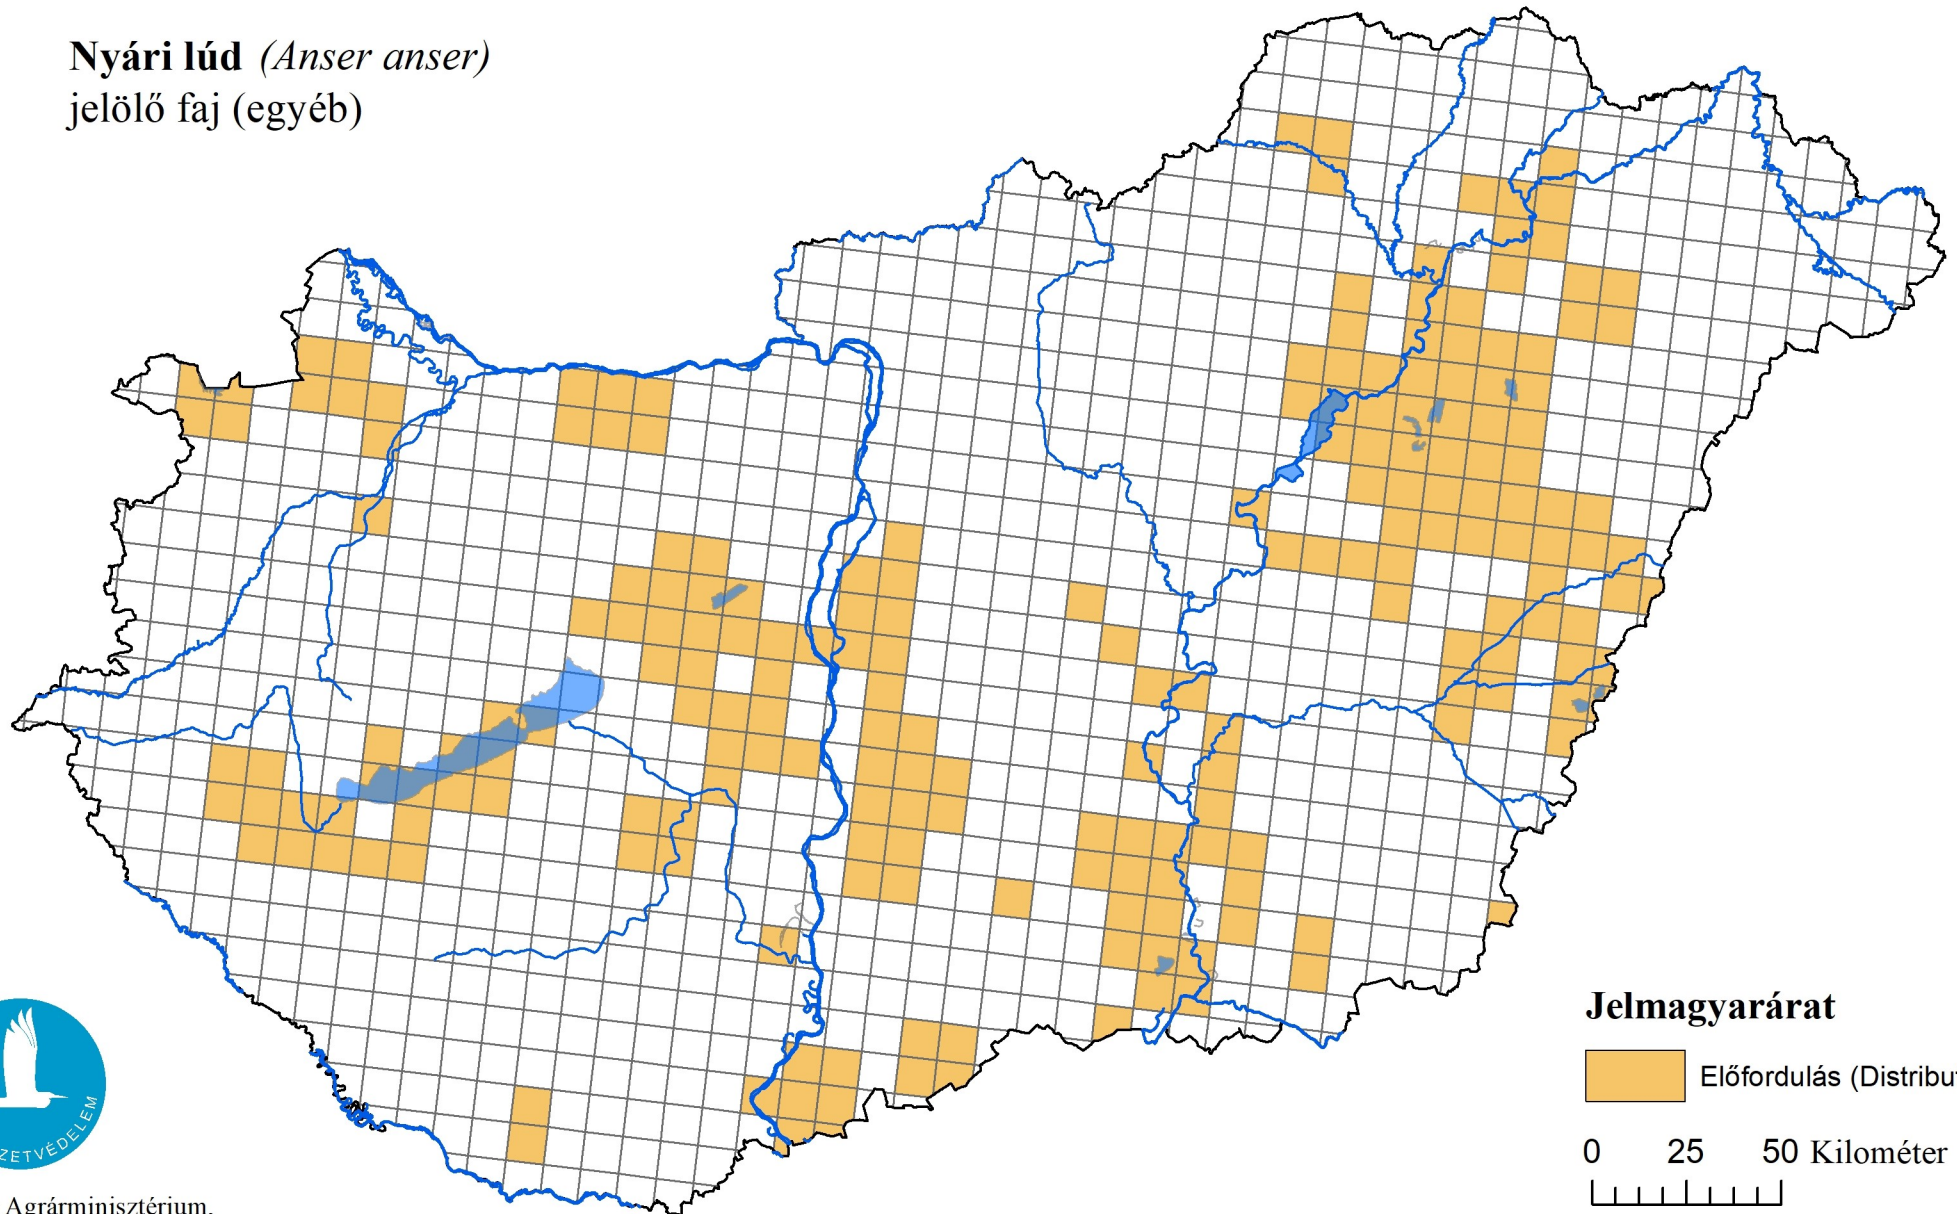 Nyári lúd (Anser anser)
jelölő faj (egyéb)
Jelmagyarárat
Előfordulás (Distribu
0 25 50 Kilométer
ZETVÉDELEM
Agrárminisztérium,